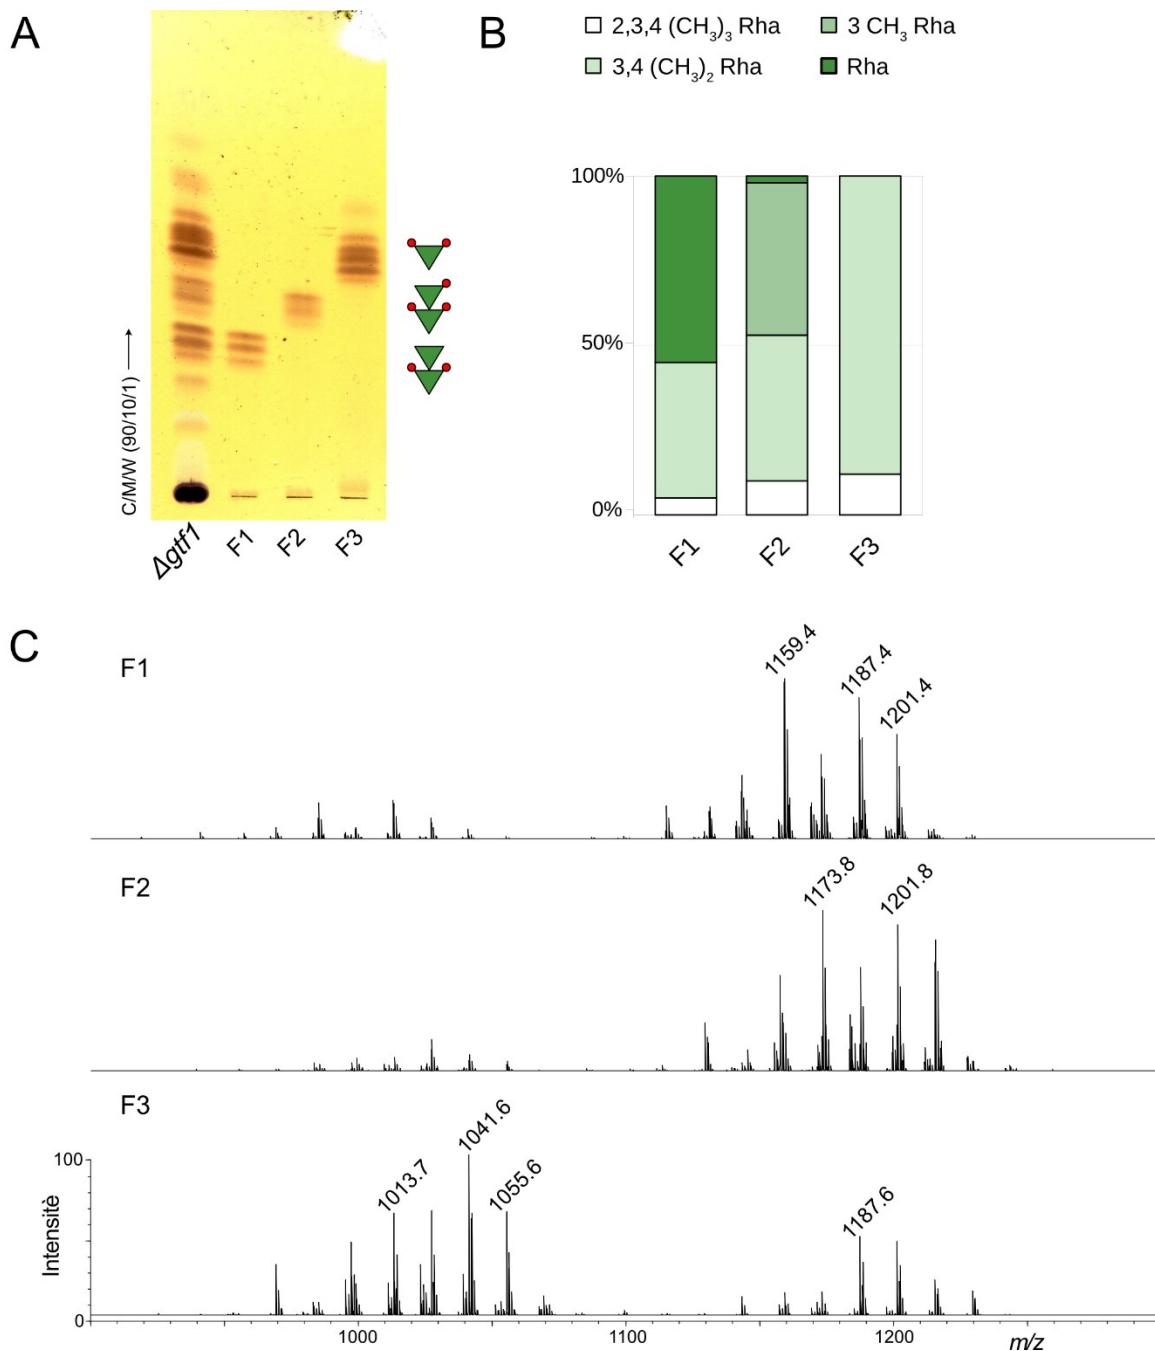 A
B
2,3,4 (CH₃)₃ Rha
3 CH₃ Rha
3,4 (CH₃)₂ Rha
Rha
C/M/W (90/10/1) ⟶
Δgtf1
F1
F2
F3
100%
50%
0%
F1
F2
F3
C
F1
1159.4
1187.4
1201.4
F2
1173.8
1201.8
F3
1013.7
1041.6
1055.6
1187.6
100
Intensitè
0
1000
1100
1200
m/z